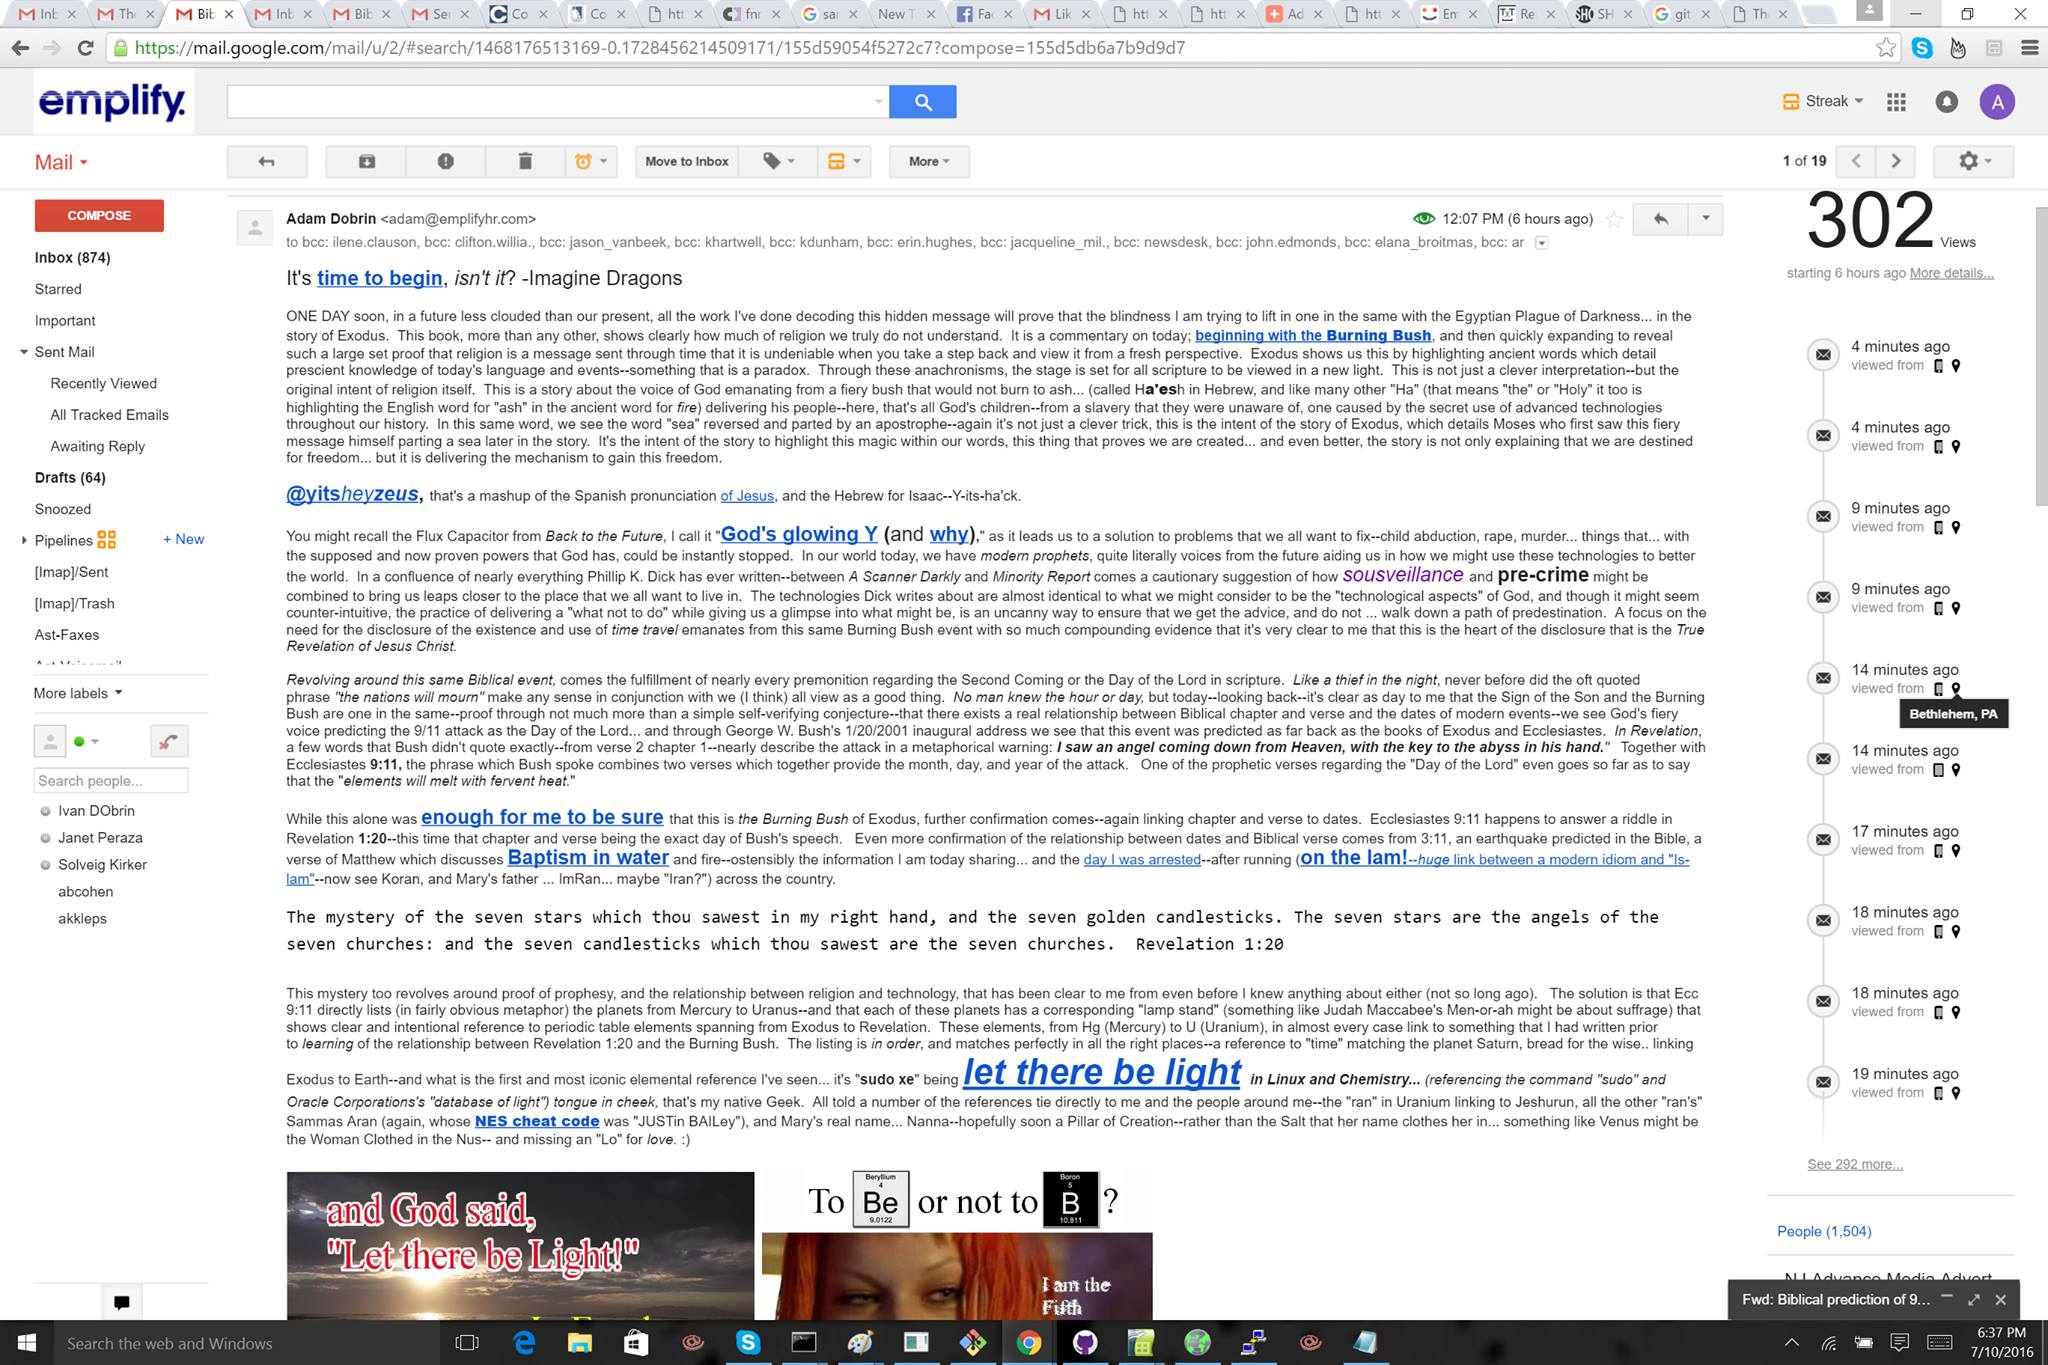 Inb
The
Bib
Inb
Bib
Ser
Co
Co
htt
fnr
sar
New T
Fac
Lik
htt
htt
Ad
htt
Em
Re
SH
git
The
https://mail.google.com/mail/u/2/#search/1468176513169-0.1728456214509171/155d59054f5272c7?compose=155d5db6a7b9d9d7
emplify.
Streak
A
Mail
Move to Inbox
More
1 of 19
COMPOSE
Inbox (874)
Starred
Important
Sent Mail
Recently Viewed
All Tracked Emails
Awaiting Reply
Drafts (64)
Snoozed
Pipelines + New
[Imap]/Sent
[Imap]/Trash
Ast-Faxes
More labels
Search people...
Ivan DObrin
Janet Peraza
Solveig Kirker
abcohen
akkleps
Adam Dobrin <adam@emplifyhr.com>
12:07 PM (6 hours ago)
to bcc: ilene.clauson, bcc: clifton.willia., bcc: jason_vanbeek, bcc: khartwell, bcc: kdunham, bcc: erin.hughes, bcc: jacqueline_mil., bcc: newsdesk, bcc: john.edmonds, bcc: elana_broitmas, bcc: ar
It's time to begin, isn't it? -Imagine Dragons
ONE DAY soon, in a future less clouded than our present, all the work I've done decoding this hidden message will prove that the blindness I am trying to lift in one in the same with the Egyptian Plague of Darkness... in the
story of Exodus. This book, more than any other, shows clearly how much of religion we truly do not understand. It is a commentary on today; beginning with the Burning Bush, and then quickly expanding to reveal
such a large set proof that religion is a message sent through time that it is undeniable when you take a step back and view it from a fresh perspective. Exodus shows us this by highlighting ancient words which detail
prescient knowledge of today's language and events--something that is a paradox. Through these anachronisms, the stage is set for all scripture to be viewed in a new light. This is not just a clever interpretation--but the
original intent of religion itself. This is a story about the voice of God emanating from a fiery bush that would not burn to ash... (called Ha'esh in Hebrew, and like many other "Ha" (that means "the" or "Holy" it too is
highlighting the English word for "ash" in the ancient word for fire) delivering his people--here, that's all God's children--from a slavery that they were unaware of, one caused by the secret use of advanced technologies
throughout our history. In this same word, we see the word "sea" reversed and parted by an apostrophe--again it's not just a clever trick, this is the intent of the story of Exodus, which details Moses who first saw this fiery
message himself parting a sea later in the story. It's the intent of the story to highlight this magic within our words, this thing that proves we are created... and even better, the story is not only explaining that we are destined
for freedom... but it is delivering the mechanism to gain this freedom.
@yitsheyzeus, that's a mashup of the Spanish pronunciation of Jesus, and the Hebrew for Isaac--Y-its-ha'ck.
You might recall the Flux Capacitor from Back to the Future, I call it "God's glowing Y (and why)," as it leads us to a solution to problems that we all want to fix--child abduction, rape, murder... things that... with
the supposed and now proven powers that God has, could be instantly stopped. In our world today, we have modern prophets, quite literally voices from the future aiding us in how we might use these technologies to better
the world. In a confluence of nearly everything Phillip K. Dick has ever written--between A Scanner Darkly and Minority Report comes a cautionary suggestion of how sousveillance and pre-crime might be
combined to bring us leaps closer to the place that we all want to live in. The technologies Dick writes about are almost identical to what we might consider to be the "technological aspects" of God, and though it might seem
counter-intuitive, the practice of delivering a "what not to do" while giving us a glimpse into what might be, is an uncanny way to ensure that we get the advice, and do not ... walk down a path of predestination. A focus on the
need for the disclosure of the existence and use of time travel emanates from this same Burning Bush event with so much compounding evidence that it's very clear to me that this is the heart of the disclosure that is the True
Revelation of Jesus Christ.
Revolving around this same Biblical event, comes the fulfillment of nearly every premonition regarding the Second Coming or the Day of the Lord in scripture. Like a thief in the night, never before did the oft quoted
phrase "the nations will mourn" make any sense in conjunction with we (I think) all view as a good thing. No man knew the hour or day, but today--looking back--it's clear as day to me that the Sign of the Son and the Burning
Bush are one in the same--proof through not much more than a simple self-verifying conjecture--that there exists a real relationship between Biblical chapter and verse and the dates of modern events--we see God's fiery
voice predicting the 9/11 attack as the Day of the Lord... and through George W. Bush's 1/20/2001 inaugural address we see that this event was predicted as far back as the books of Exodus and Ecclesiastes. In Revelation,
a few words that Bush didn't quote exactly--from verse 2 chapter 1--nearly describe the attack in a metaphorical warning: I saw an angel coming down from Heaven, with the key to the abyss in his hand." Together with
Ecclesiastes 9:11, the phrase which Bush spoke combines two verses which together provide the month, day, and year of the attack. One of the prophetic verses regarding the "Day of the Lord" even goes so far as to say
that the "elements will melt with fervent heat."
While this alone was enough for me to be sure that this is the Burning Bush of Exodus, further confirmation comes--again linking chapter and verse to dates. Ecclesiastes 9:11 happens to answer a riddle in
Revelation 1:20--this time that chapter and verse being the exact day of Bush's speech. Even more confirmation of the relationship between dates and Biblical verse comes from 3:11, an earthquake predicted in the Bible, a
verse of Matthew which discusses Baptism in water and fire--ostensibly the information I am today sharing... and the day I was arrested--after running (on the lam!--huge link between a modern idiom and "Is-
lam"--now see Koran, and Mary's father ... ImRan... maybe "Iran?") across the country.
The mystery of the seven stars which thou sawest in my right hand, and the seven golden candlesticks. The seven stars are the angels of the
seven churches: and the seven candlesticks which thou sawest are the seven churches. Revelation 1:20
This mystery too revolves around proof of prophesy, and the relationship between religion and technology, that has been clear to me from even before I knew anything about either (not so long ago). The solution is that Ecc
9:11 directly lists (in fairly obvious metaphor) the planets from Mercury to Uranus--and that each of these planets has a corresponding "lamp stand" (something like Judah Maccabee's Men-or-ah might be about suffrage) that
shows clear and intentional reference to periodic table elements spanning from Exodus to Revelation. These elements, from Hg (Mercury) to U (Uranium), in almost every case link to something that I had written prior
to learning of the relationship between Revelation 1:20 and the Burning Bush. The listing is in order, and matches perfectly in all the right places--a reference to "time" matching the planet Saturn, bread for the wise.. linking
Exodus to Earth--and what is the first and most iconic elemental reference I've seen... it's "sudo xe" being let there be light in Linux and Chemistry... (referencing the command "sudo" and
Oracle Corporations's "database of light") tongue in cheek, that's my native Geek. All told a number of the references tie directly to me and the people around me--the "ran" in Uranium linking to Jeshurun, all the other "ran's"
Sammas Aran (again, whose NES cheat code was "JUSTin BAILey"), and Mary's real name... Nanna--hopefully soon a Pillar of Creation--rather than the Salt that her name clothes her in... something like Venus might be
the Woman Clothed in the Nus-- and missing an "Lo" for love. :)
and God said,
"Let there be Light!"
To Be or not to B ?
Beryllium
4
9.0122
Boron
5
10.811
I am the
Fifth
302 Views
starting 6 hours ago More details...
4 minutes ago
viewed from
4 minutes ago
viewed from
9 minutes ago
viewed from
9 minutes ago
viewed from
14 minutes ago
viewed from
Bethlehem, PA
14 minutes ago
viewed from
17 minutes ago
viewed from
18 minutes ago
viewed from
18 minutes ago
viewed from
19 minutes ago
viewed from
See 292 more...
People (1,504)
NJ Advance Media Advert
Fwd: Biblical prediction of 9...
Search the web and Windows
6:37 PM
7/10/2016